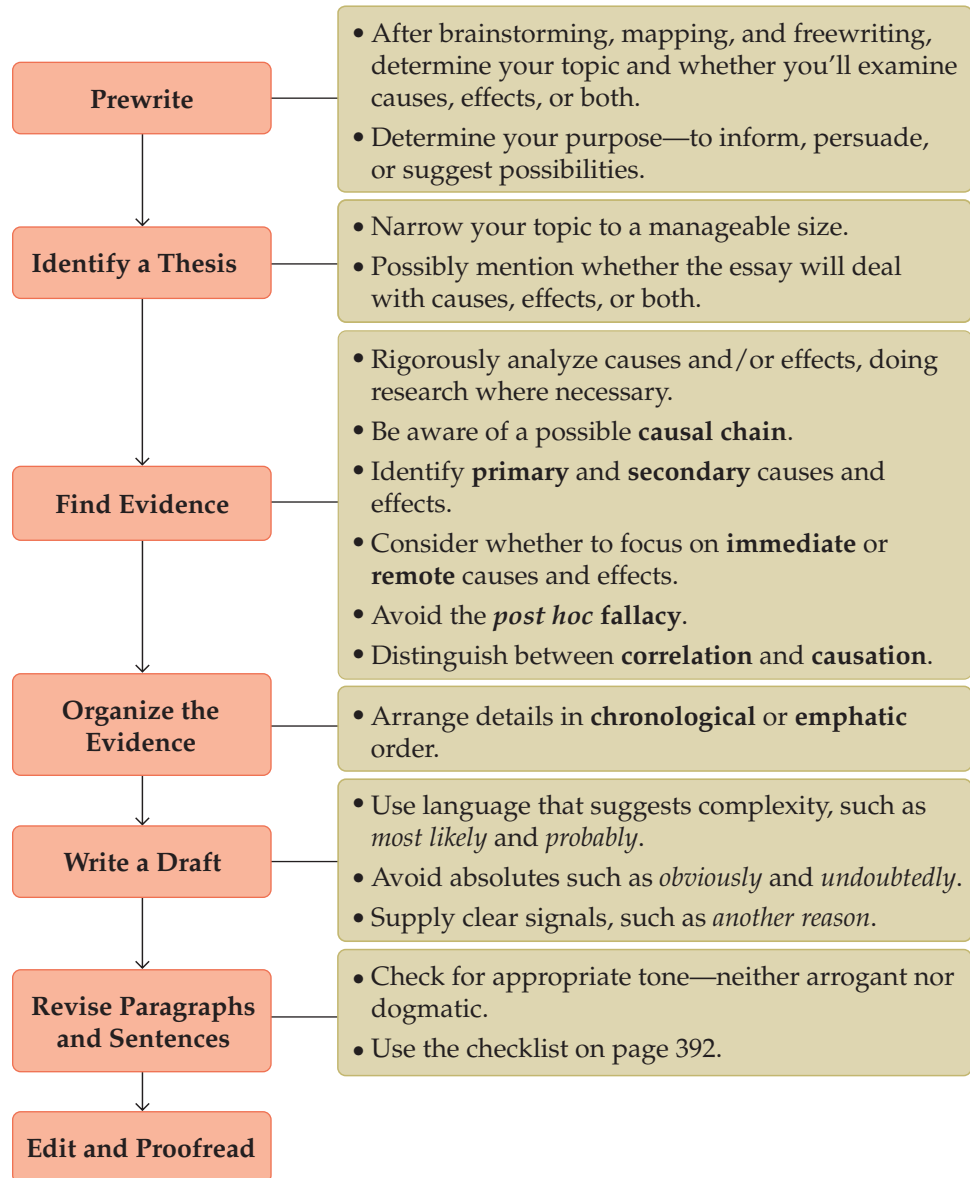 Prewrite
• After brainstorming, mapping, and freewriting,
determine your topic and whether you’ll examine
causes, effects, or both.
• Determine your purpose—to inform, persuade,
or suggest possibilities.
Identify a Thesis
• Narrow your topic to a manageable size.
• Possibly mention whether the essay will deal
with causes, effects, or both.
Find Evidence
• Rigorously analyze causes and/or effects, doing
research where necessary.
• Be aware of a possible causal chain.
• Identify primary and secondary causes and
effects.
• Consider whether to focus on immediate or
remote causes and effects.
• Avoid the post hoc fallacy.
• Distinguish between correlation and causation.
Organize the
Evidence
• Arrange details in chronological or emphatic
order.
Write a Draft
• Use language that suggests complexity, such as
most likely and probably.
• Avoid absolutes such as obviously and undoubtedly.
• Supply clear signals, such as another reason.
Revise Paragraphs
and Sentences
• Check for appropriate tone—neither arrogant nor
dogmatic.
• Use the checklist on page 392.
Edit and Proofread